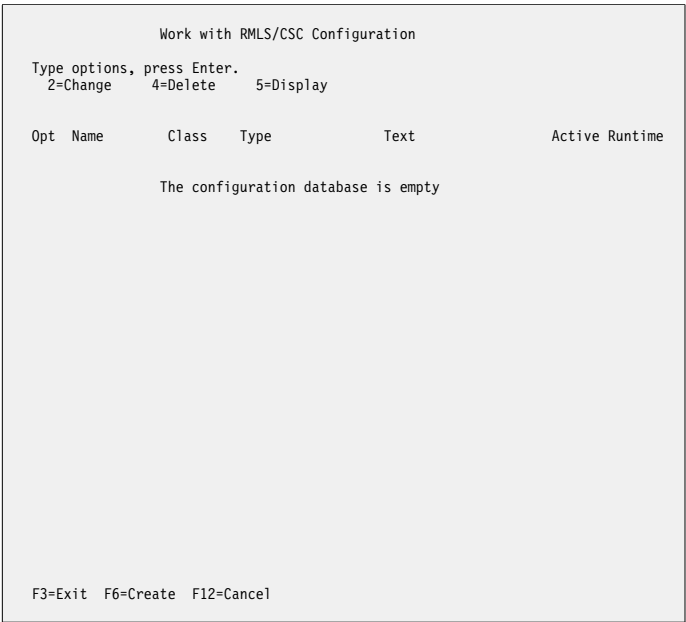 Work with RMLS/CSC Configuration
Type options, press Enter.
2=Change 4=Delete 5=Display
Opt Name Class Type Text Active Runtime
The configuration database is empty
F3=Exit F6=Create F12=Cancel